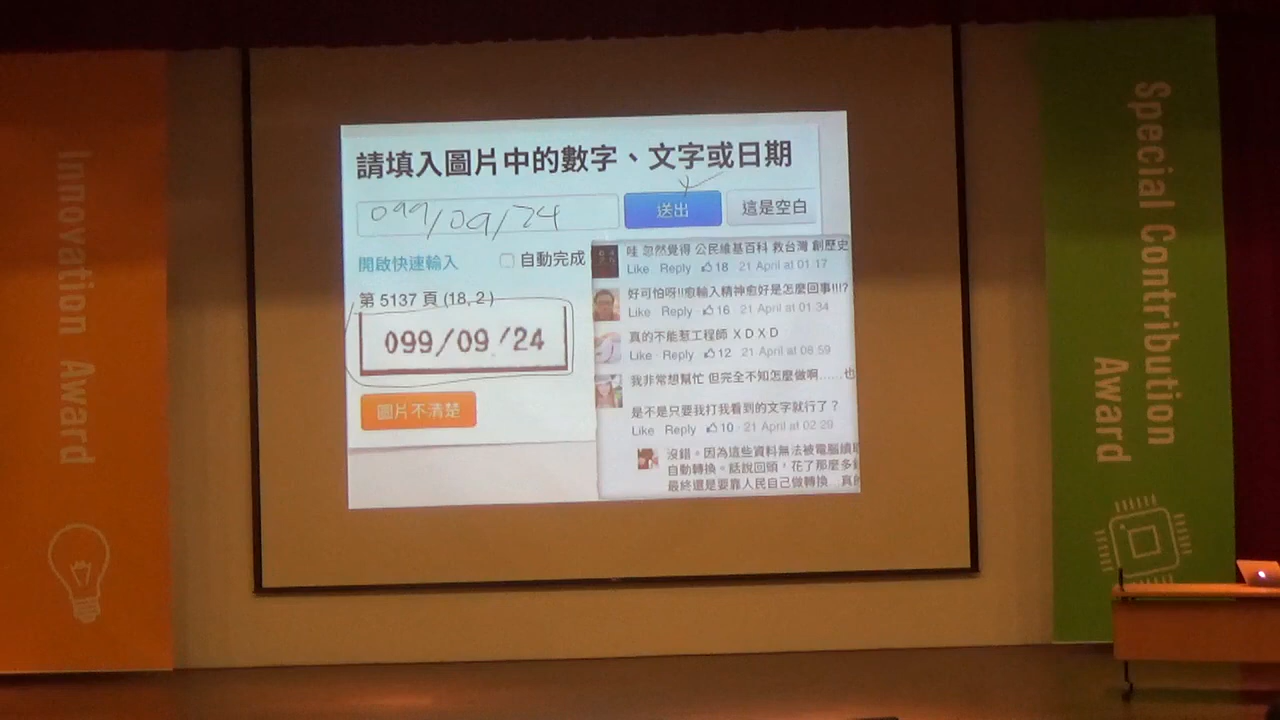 Innovation Award
請填入圖片中的數字、文字或日期
099/09/24
送出
這是空白
開啟快速輸入
自動完成
第 5137 頁 (18, 2)
099/09/24
圖片不清楚
哇 忽然覺得 公民維基百科 救台灣 創歷史
Like Reply 18 21 April at 01:17
好可怕呀!!愈輸入精神愈好是怎麼回事!!!?
Like Reply 16 · 21 April at 01:34
真的不能惹工程師 X D X D
Like · Reply 12 21 April at 08:59
我非常想幫忙 但完全不知怎麼做啊……也
是不是只要我打我看到的文字就行了？
Like Reply 10 · 21 April at 02:29
沒錯。因為這些資料無法被電腦讀取
自動轉換。話說回頭，花了那麼多
最終還是要靠人民自己做轉換…真的
Special Contribution
Award